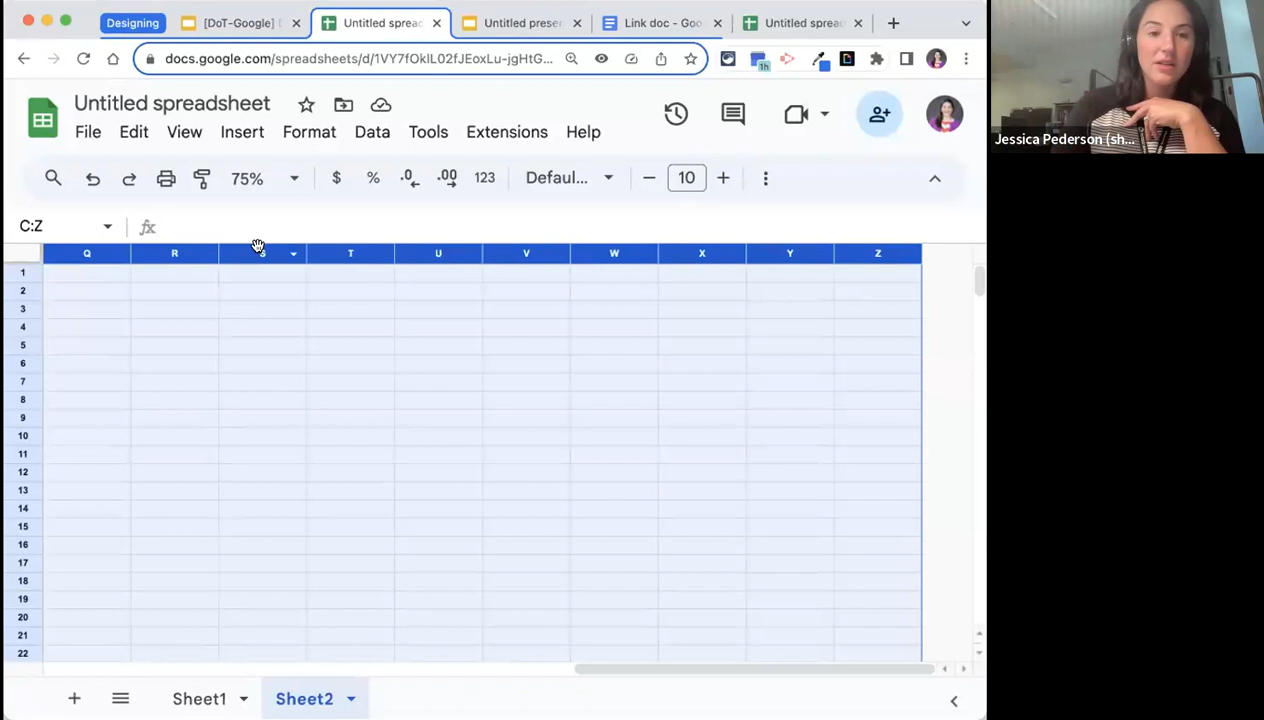 Designing
[DoT-Google] D
Untitled spread
Untitled prese
Link doc - Goo
Untitled spread
docs.google.com/spreadsheets/d/1VY7fOklL02fJEoxLu-jgHtG...
1h
Untitled spreadsheet
File Edit View Insert Format Data Tools Extensions Help
75% $ % .0 .00 123 Defaul... 10
C:Z fx
Jessica Pederson (sh...
Q R S T U V W X Y Z
1
2
3
4
5
6
7
8
9
10
11
12
13
14
15
16
17
18
19
20
21
22
Sheet1 Sheet2